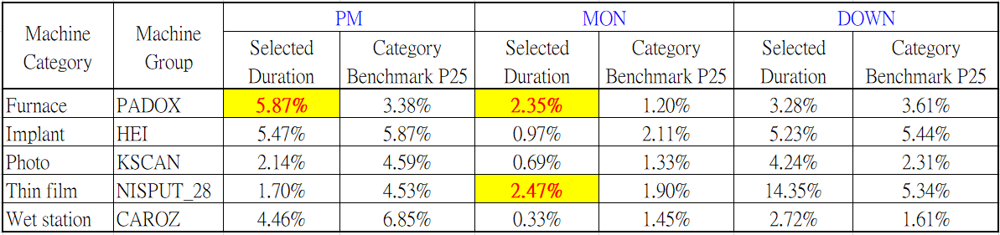 Machine Category Machine Group PM MON DOWN
Selected Duration Category Benchmark P25 Selected Duration Category Benchmark P25 Selected Duration Category Benchmark P25
Furnace PADOX 5.87% 3.38% 2.35% 1.20% 3.28% 3.61%
Implant HEI 5.47% 5.87% 0.97% 2.11% 5.23% 5.44%
Photo KSCAN 2.14% 4.59% 0.69% 1.33% 4.24% 2.31%
Thin film NISPUT_28 1.70% 4.53% 2.47% 1.90% 14.35% 5.34%
Wet station CAROZ 4.46% 6.85% 0.33% 1.45% 2.72% 1.61%